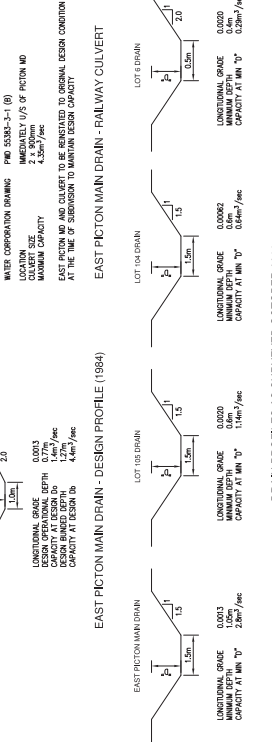 WATER CORPORATION DRAWING PWD 55383-3-1 (B)
LOCATION IMMEDIATELY U/S OF PICTON MD
CULVERT SIZE 2 x 900mm
MAXIMUM CAPACITY 4.35m³/sec
EAST PICTON MD AND CULVERT TO BE REINSTATED TO ORIGINAL DESIGN CONDITION
AT THE TIME OF SUBDIVISION TO MAINTAIN CAPACITY
EAST PICTON MAIN DRAIN - RAILWAY CULVERT
2.0
1.0m
LONGITUDINAL GRADE 0.0013
DESIGN OPERATIONAL DEPTH 0.77m
CAPACITY AT DESIGN Do 1.4m³/sec
DESIGN BUNDED DEPTH 1.27m
CAPACITY AT DESIGN Db 4.4m³/sec
EAST PICTON MAIN DRAIN - DESIGN PROFILE (1984)
EAST PICTON MAIN DRAIN
"D"
1
1.5
1.5m
LONGITUDINAL GRADE 0.0013
MINIMUM DEPTH 1.05m
CAPACITY AT MIN "D" 2.6m³/sec
LOT 105 DRAIN
"D"
1
1.5
1.5m
LONGITUDINAL GRADE 0.0020
MINIMUM DEPTH 0.6m
CAPACITY AT MIN "D" 1.14m³/sec
LOT 104 DRAIN
"D"
1
1.5
1.5m
LONGITUDINAL GRADE 0.00062
MINIMUM DEPTH 0.6m
CAPACITY AT MIN "D" 0.64m³/sec
LOT 6 DRAIN
"D"
1
2.0
0.5m
LONGITUDINAL GRADE 0.0020
MINIMUM DEPTH 0.4m
CAPACITY AT MIN "D" 0.29m³/sec